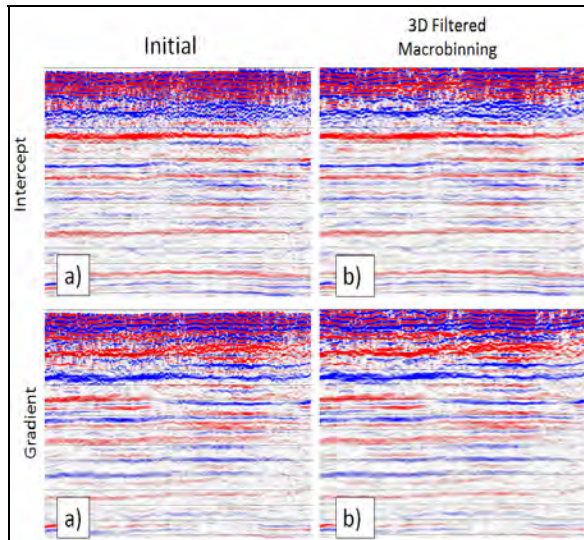 Initial
3D Filtered
Macrobinning
Intercept
a)
b)
Gradient
a)
b)